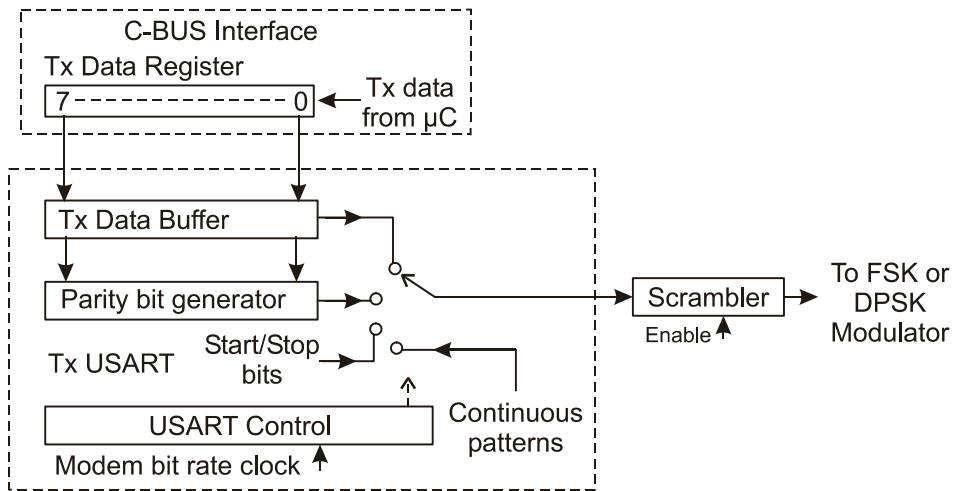 C-BUS Interface
Tx Data Register
7
0
Tx data
from µC
Tx Data Buffer
Parity bit generator
Start/Stop
bits
Tx USART
USART Control
Modem bit rate clock
Continuous
patterns
Scrambler
Enable
To FSK or
DPSK
Modulator